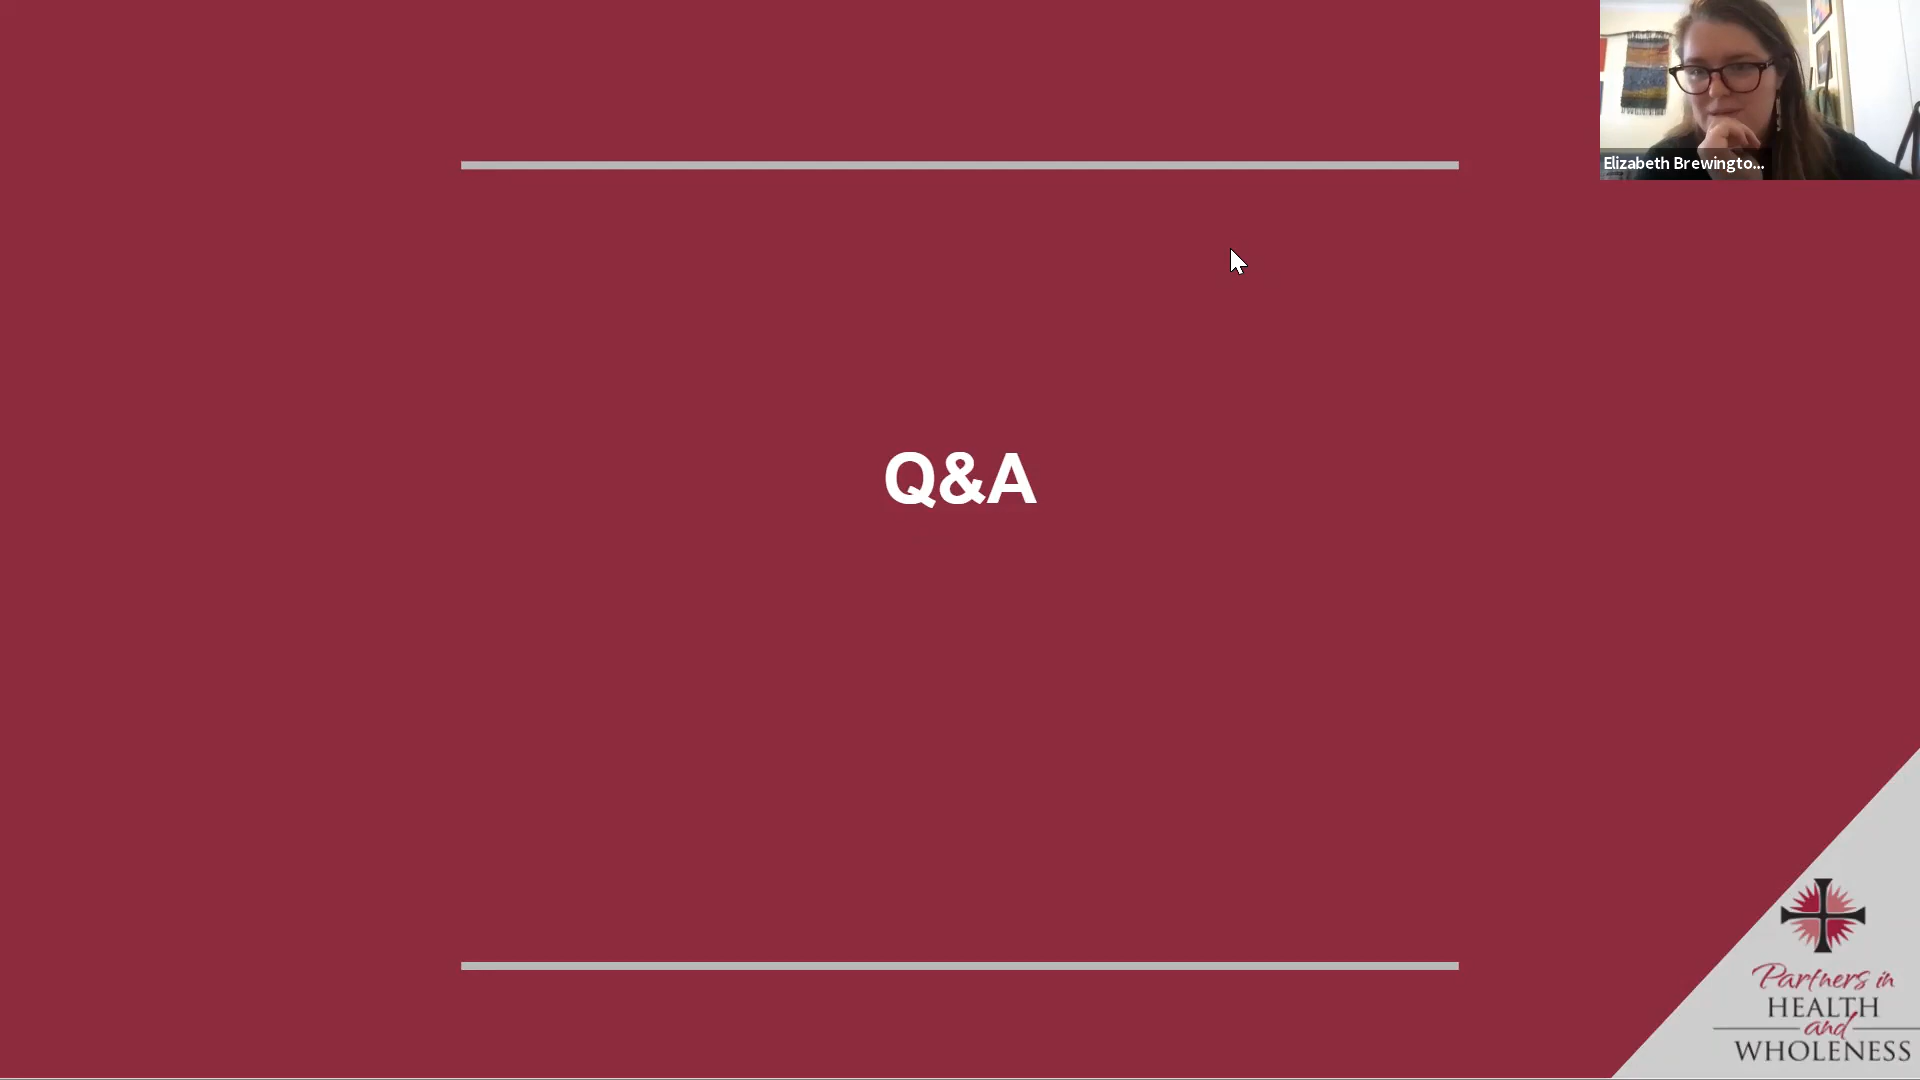 Elizabeth Brewingto...
Q&A
Partners in
HEALTH
and
WHOLENESS